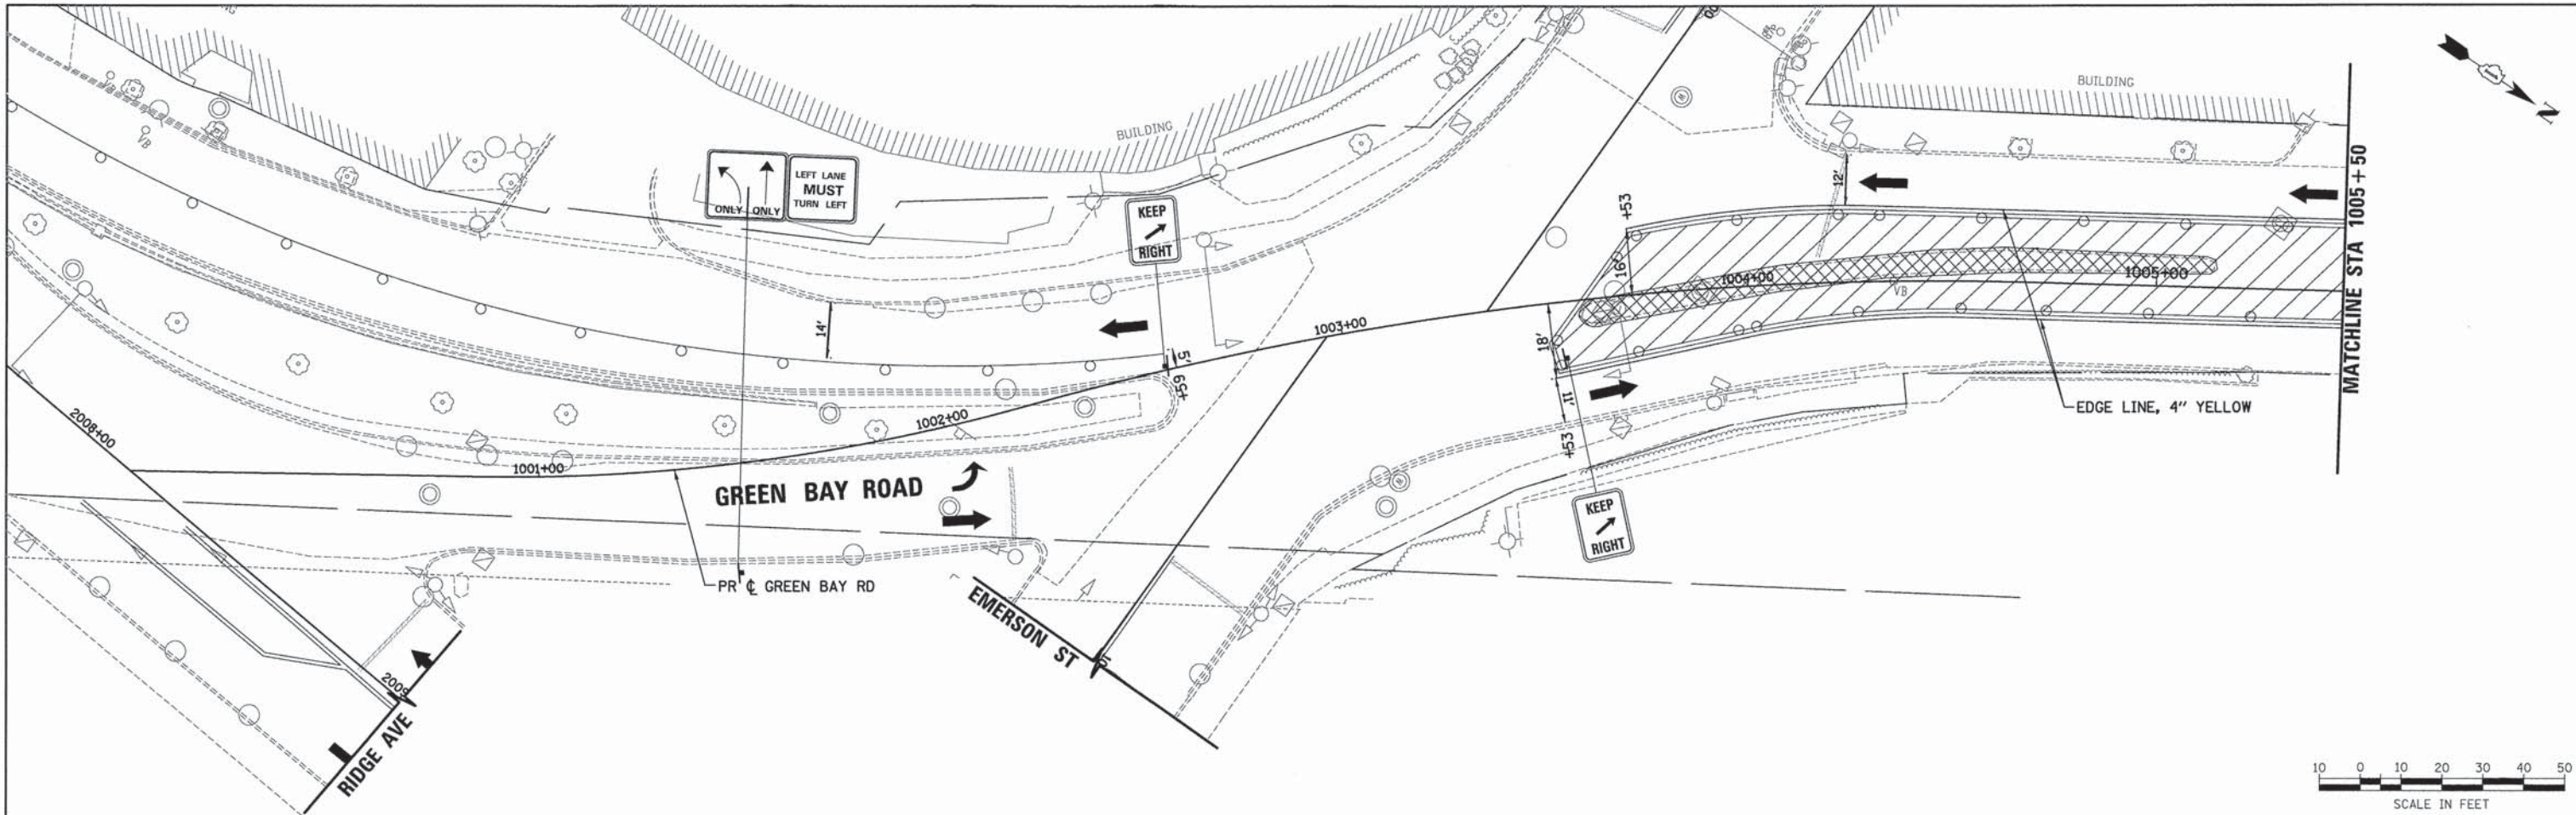 BUILDING
BUILDING
N
VB
ONLY ONLY
LEFT LANE
MUST
TURN LEFT
KEEP
RIGHT
12'
+53
16'
1004+00
1005+00
VB
MATCHLINE STA 1005+50
14'
5'
+59
1003+00
18'
11'
+53
EDGE LINE, 4" YELLOW
2008+00
1002+00
1001+00
GREEN BAY ROAD
KEEP
RIGHT
PR ℄ GREEN BAY RD
EMERSON ST
2009
RIDGE AVE
10 0 10 20 30 40 50
SCALE IN FEET